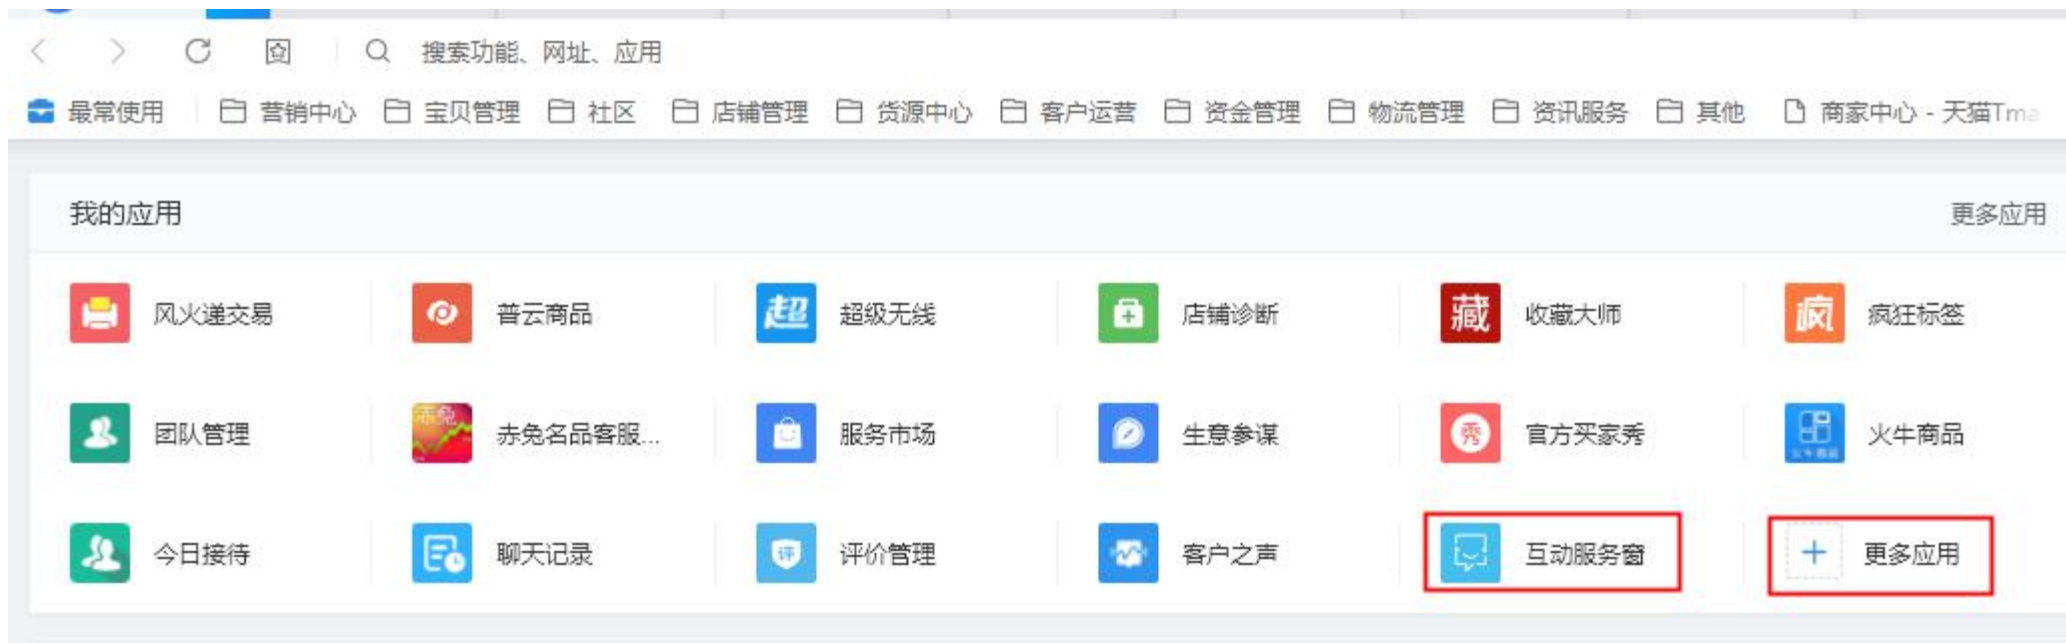 搜索功能、网址、应用
最常使用 营销中心 宝贝管理 社区 店铺管理 货源中心 客户运营 资金管理 物流管理 资讯服务 其他 商家中心 - 天猫Tma
我的应用 更多应用
风火递交易 普云商品 超 超级无线 店铺诊断 藏 收藏大师 疯 疯狂标签
团队管理 赤兔 赤兔名品客服... 服务市场 生意参谋 秀 官方买家秀 火牛商品
今日接待 聊天记录 评 评价管理 客户之声 互动服务窗 更多应用